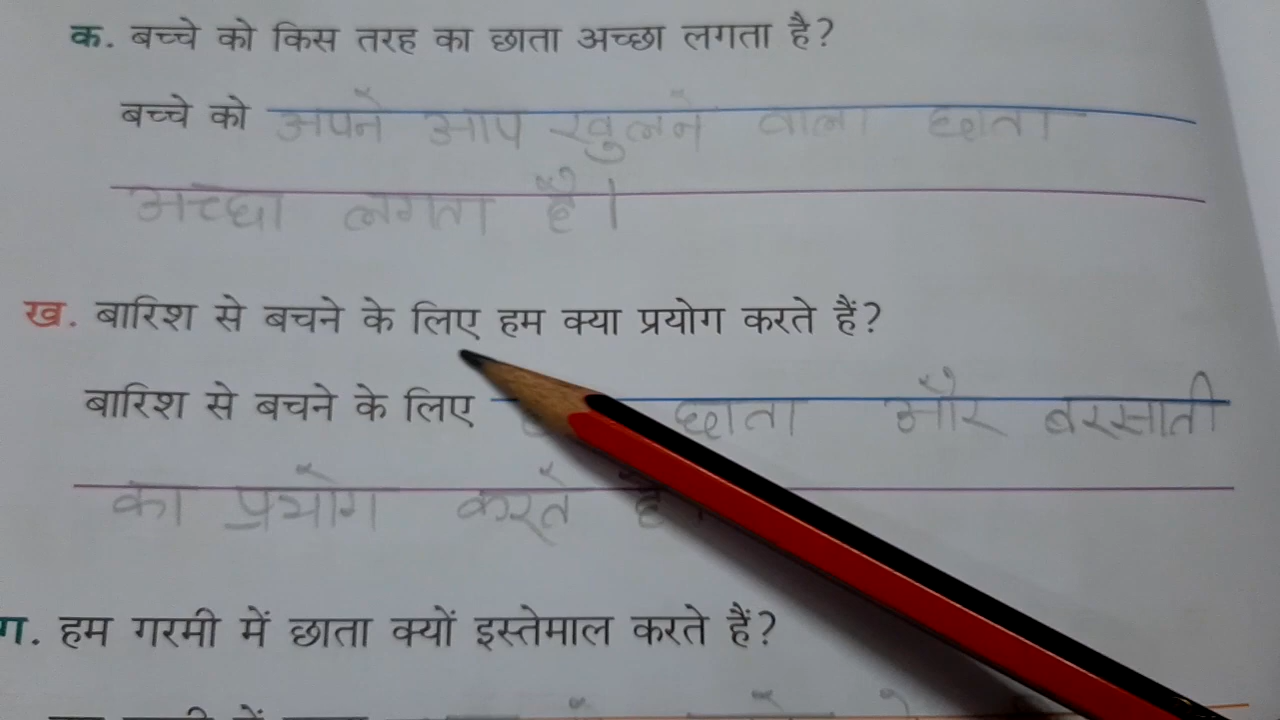 क. बच्चे को किस तरह का छाता अच्छा लगता है?
बच्चे को अपने आप खुलने वाला छाता
अच्छा लगता है।
ख. बारिश से बचने के लिए हम क्या प्रयोग करते हैं?
बारिश से बचने के लिए छाता और बरसाती
का प्रयोग करते
ग. हम गरमी में छाता क्यों इस्तेमाल करते हैं?